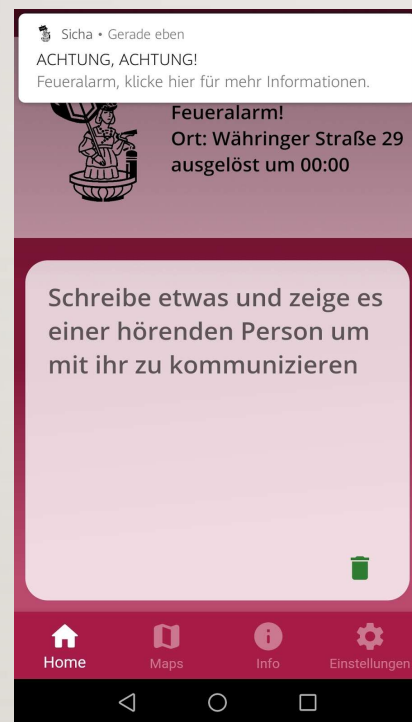 Sicha • Gerade eben
ACHTUNG, ACHTUNG!
Feueralarm, klicke hier für mehr Informationen.
Feueralarm!
Ort: Währinger Straße 29
ausgelöst um 00:00
Schreibe etwas und zeige es
einer hörenden Person um
mit ihr zu kommunizieren
Home Maps Info Einstellungen